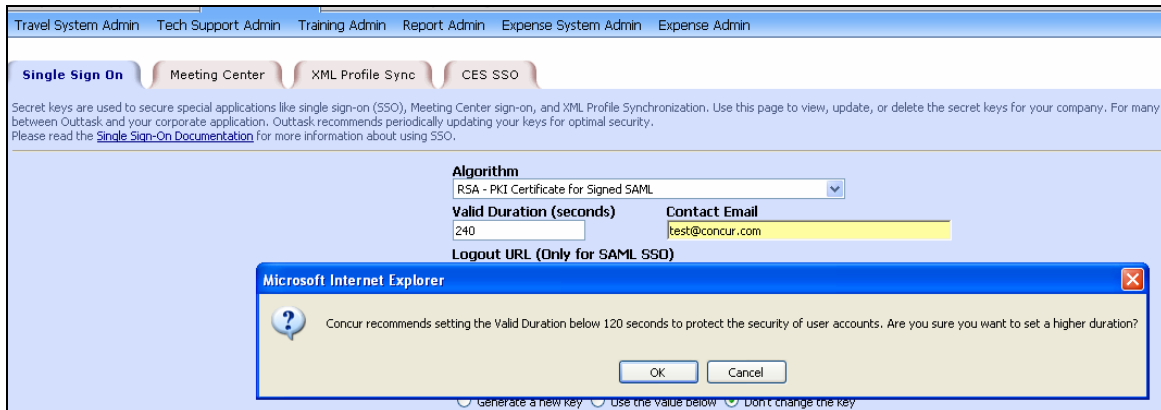 Travel System Admin Tech Support Admin Training Admin Report Admin Expense System Admin Expense Admin
Single Sign On Meeting Center XML Profile Sync CES SSO
Secret keys are used to secure special applications like single sign-on (SSO), Meeting Center sign-on, and XML Profile Synchronization. Use this page to view, update, or delete the secret keys for your company. For many
between Outtask and your corporate application. Outtask recommends periodically updating your keys for optimal security.
Please read the Single Sign-On Documentation for more information about using SSO.
Algorithm
RSA - PKI Certificate for Signed SAML
Valid Duration (seconds) Contact Email
240 test@concur.com
Logout URL (Only for SAML SSO)
Microsoft Internet Explorer
Concur recommends setting the Valid Duration below 120 seconds to protect the security of user accounts. Are you sure you want to set a higher duration?
OK Cancel
Generate a new key Use the value below Don't change the key